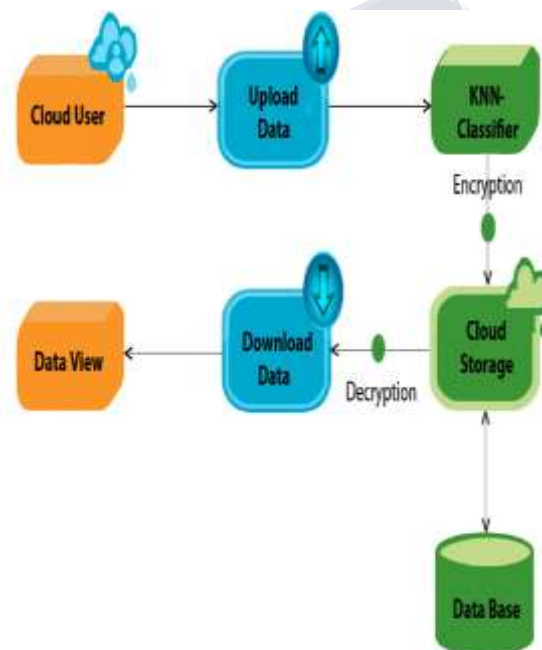 Cloud User
Upload
Data
KNN-
Classifier
Encryption
Data View
Download
Data
Decryption
Cloud
Storage
Data Base